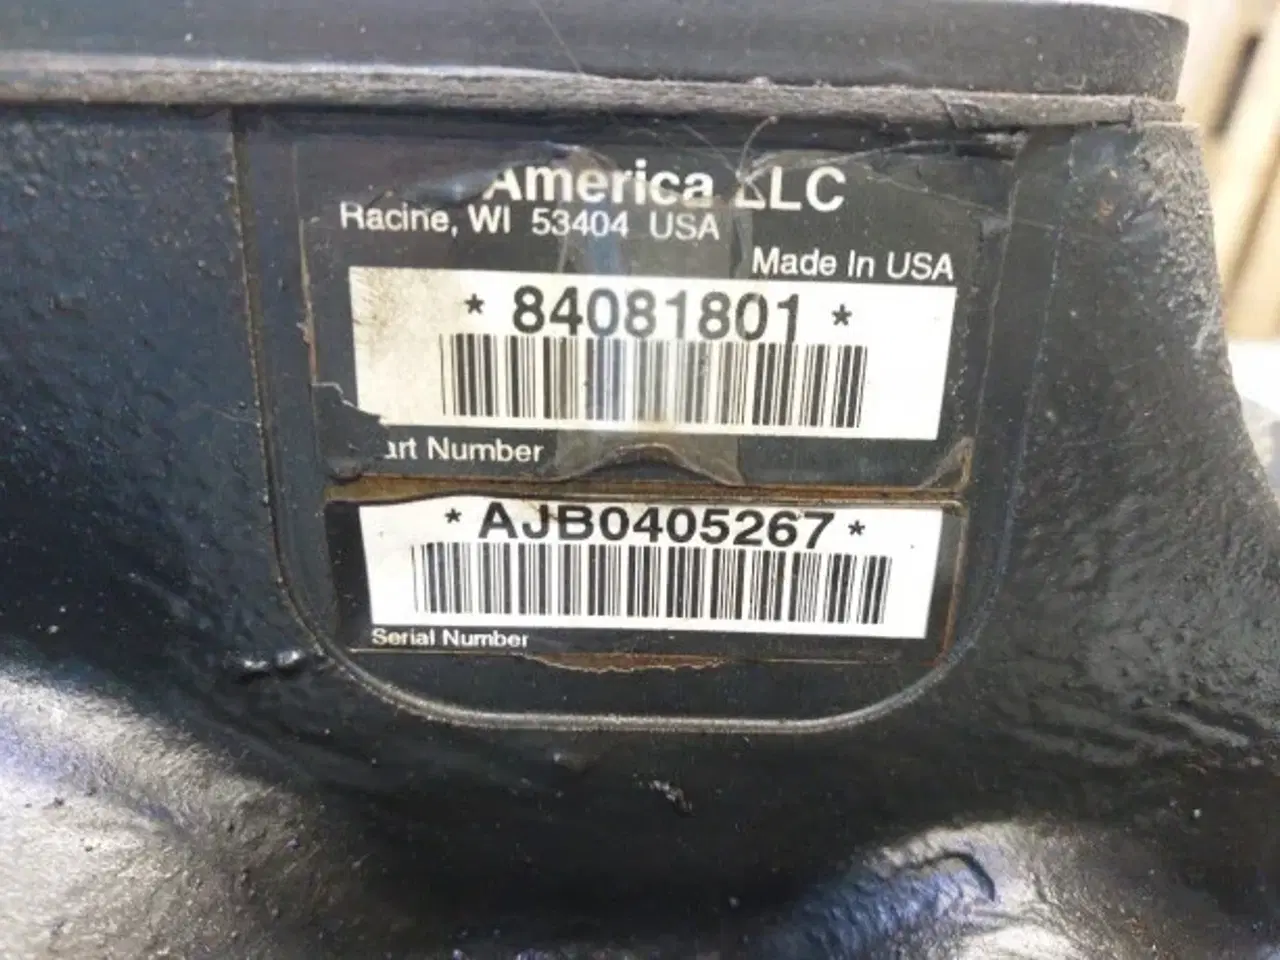 America LLC
Racine, WI 53404 USA
Made In USA
* 84081801 *
art Number
* AJB0405267 *
Serial Number